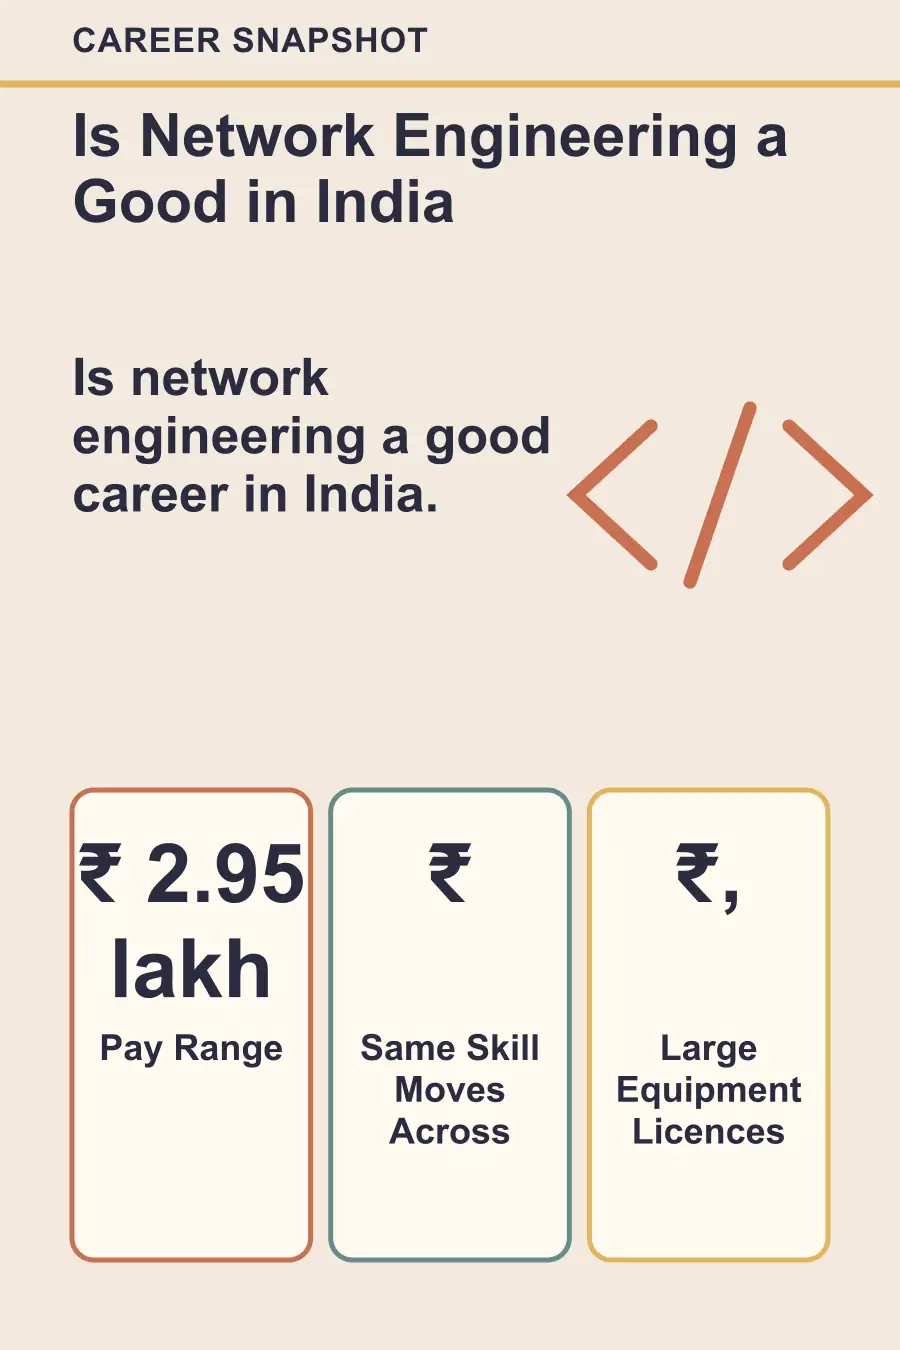 CAREER SNAPSHOT
Is Network Engineering a
Good in India
Is network
engineering a good
career in India.
₹ 2.95
lakh
Pay Range
₹
Same Skill
Moves
Across
₹,
Large
Equipment
Licences